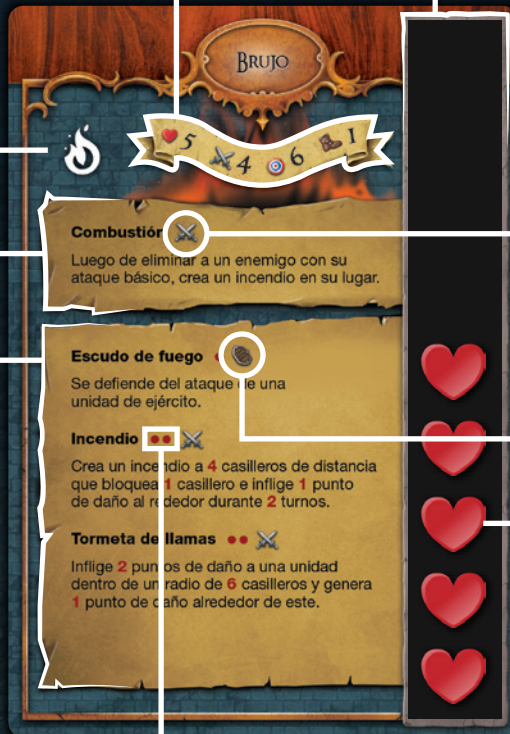 Brujo
5 4 6 1
Combustión
Luego de eliminar a un enemigo con su
ataque básico, crea un incendio en su lugar.
Escudo de fuego
Se defiende del ataque de una
unidad de ejército.
Incendio
Crea un incendio a 4 casilleros de distancia
que bloquea 1 casillero e inflige 1 punto
de daño al rededor durante 2 turnos.
Tormeta de llamas
Inflige 2 puntos de daño a una unidad
dentro de un radio de 6 casilleros y genera
1 punto de daño alrededor de este.